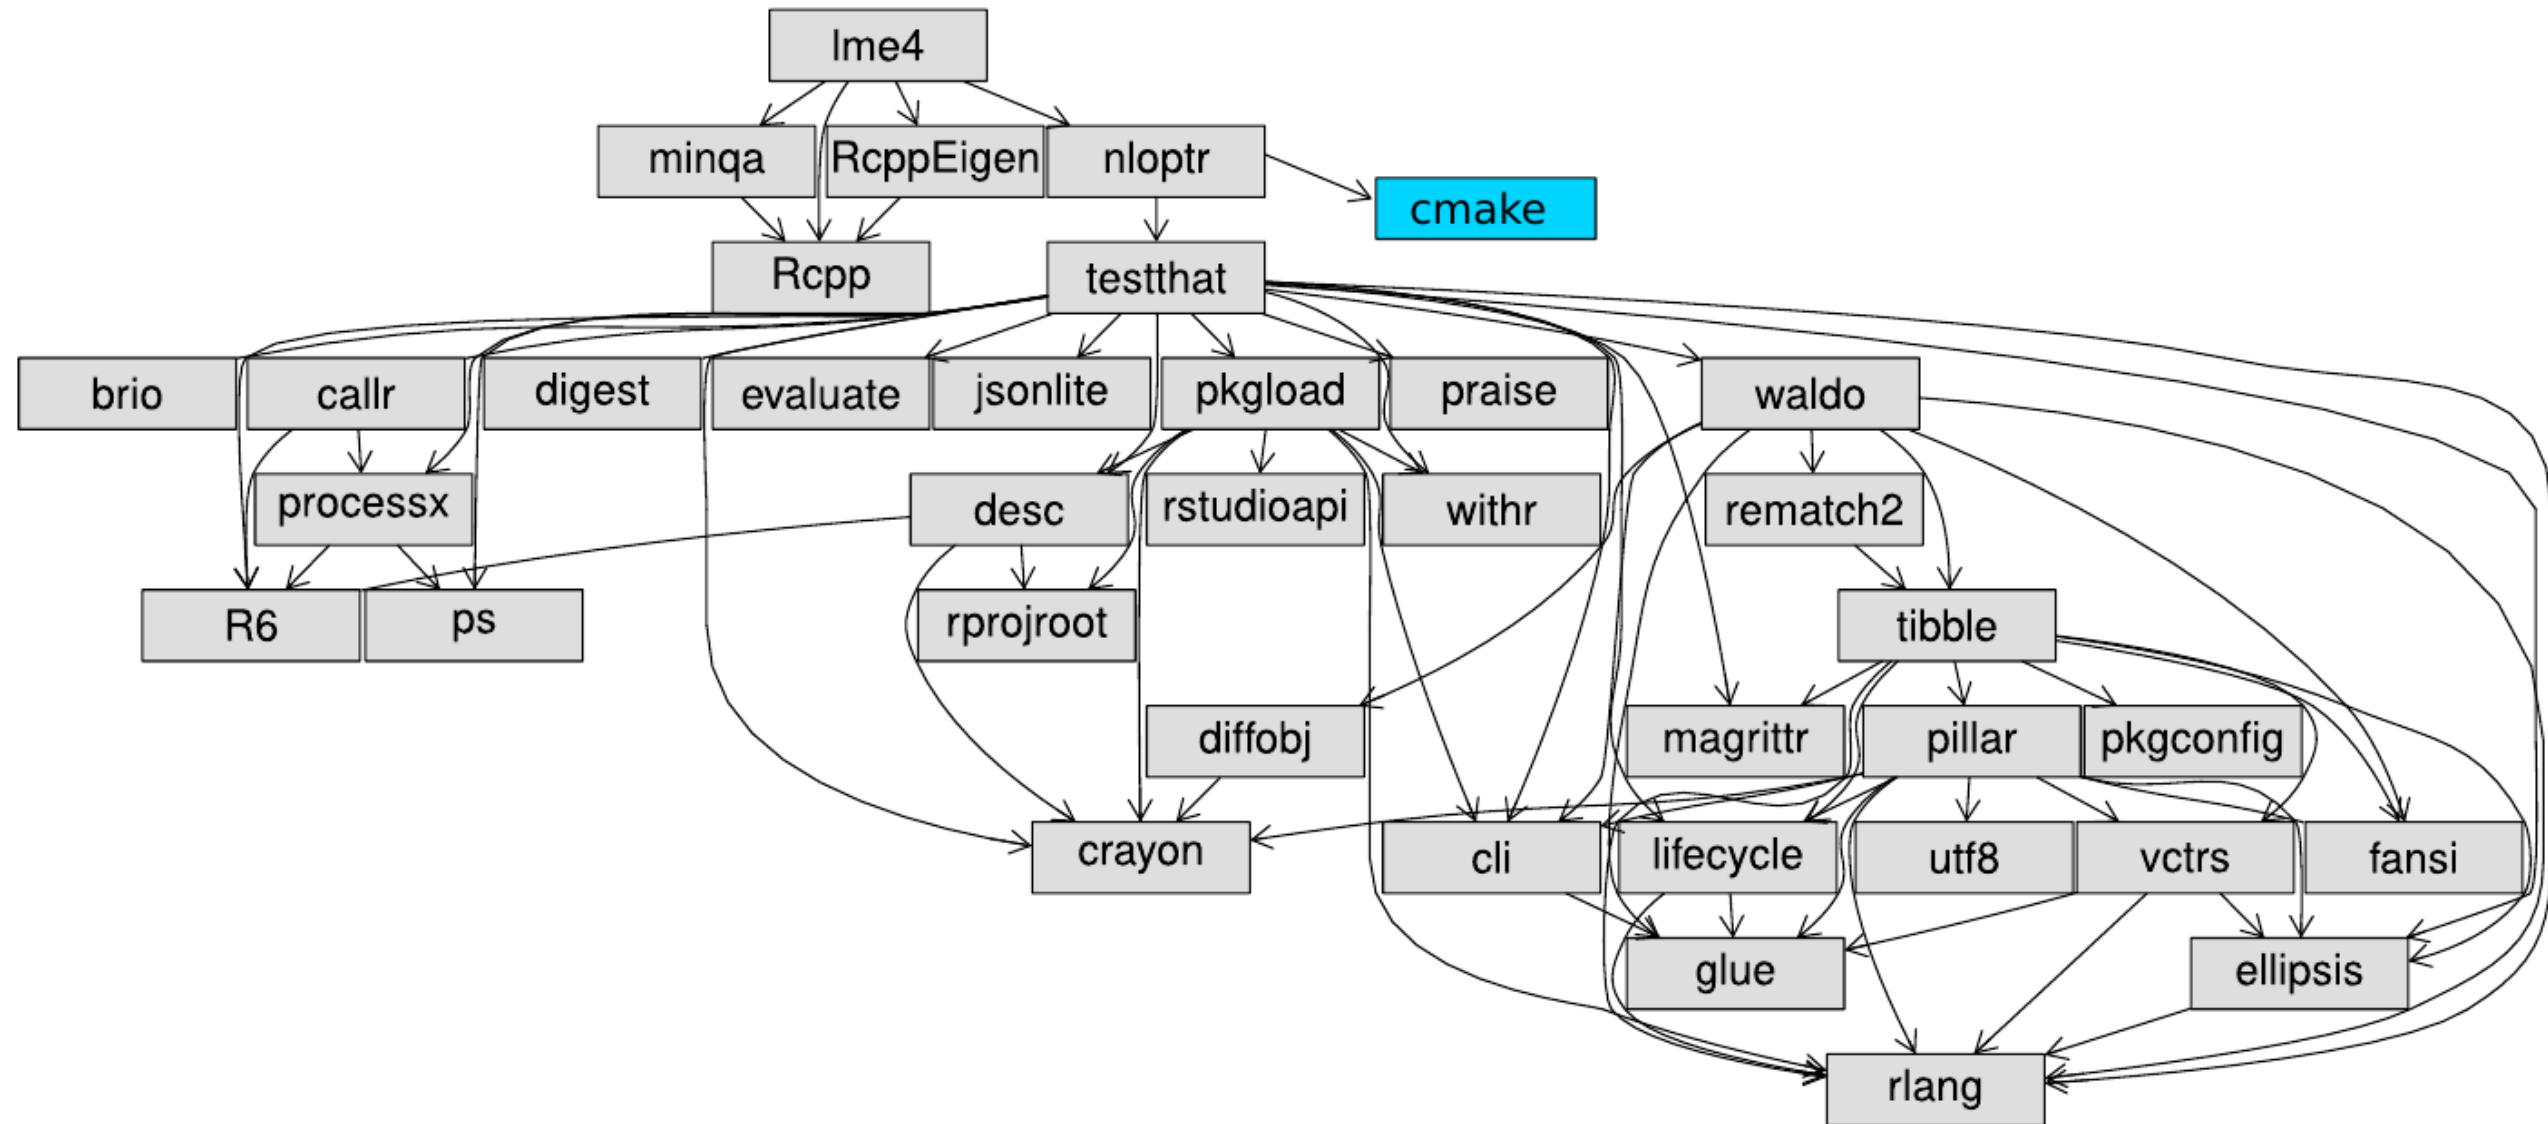 lme4
minqa
RcppEigen
nloptr
cmake
Rcpp
testthat
brio
callr
digest
evaluate
jsonlite
pkgload
praise
waldo
processx
desc
rstudioapi
withr
rematch2
R6
ps
rprojroot
tibble
diffobj
magrittr
pillar
pkgconfig
crayon
cli
lifecycle
utf8
vctrs
fansi
glue
ellipsis
rlang